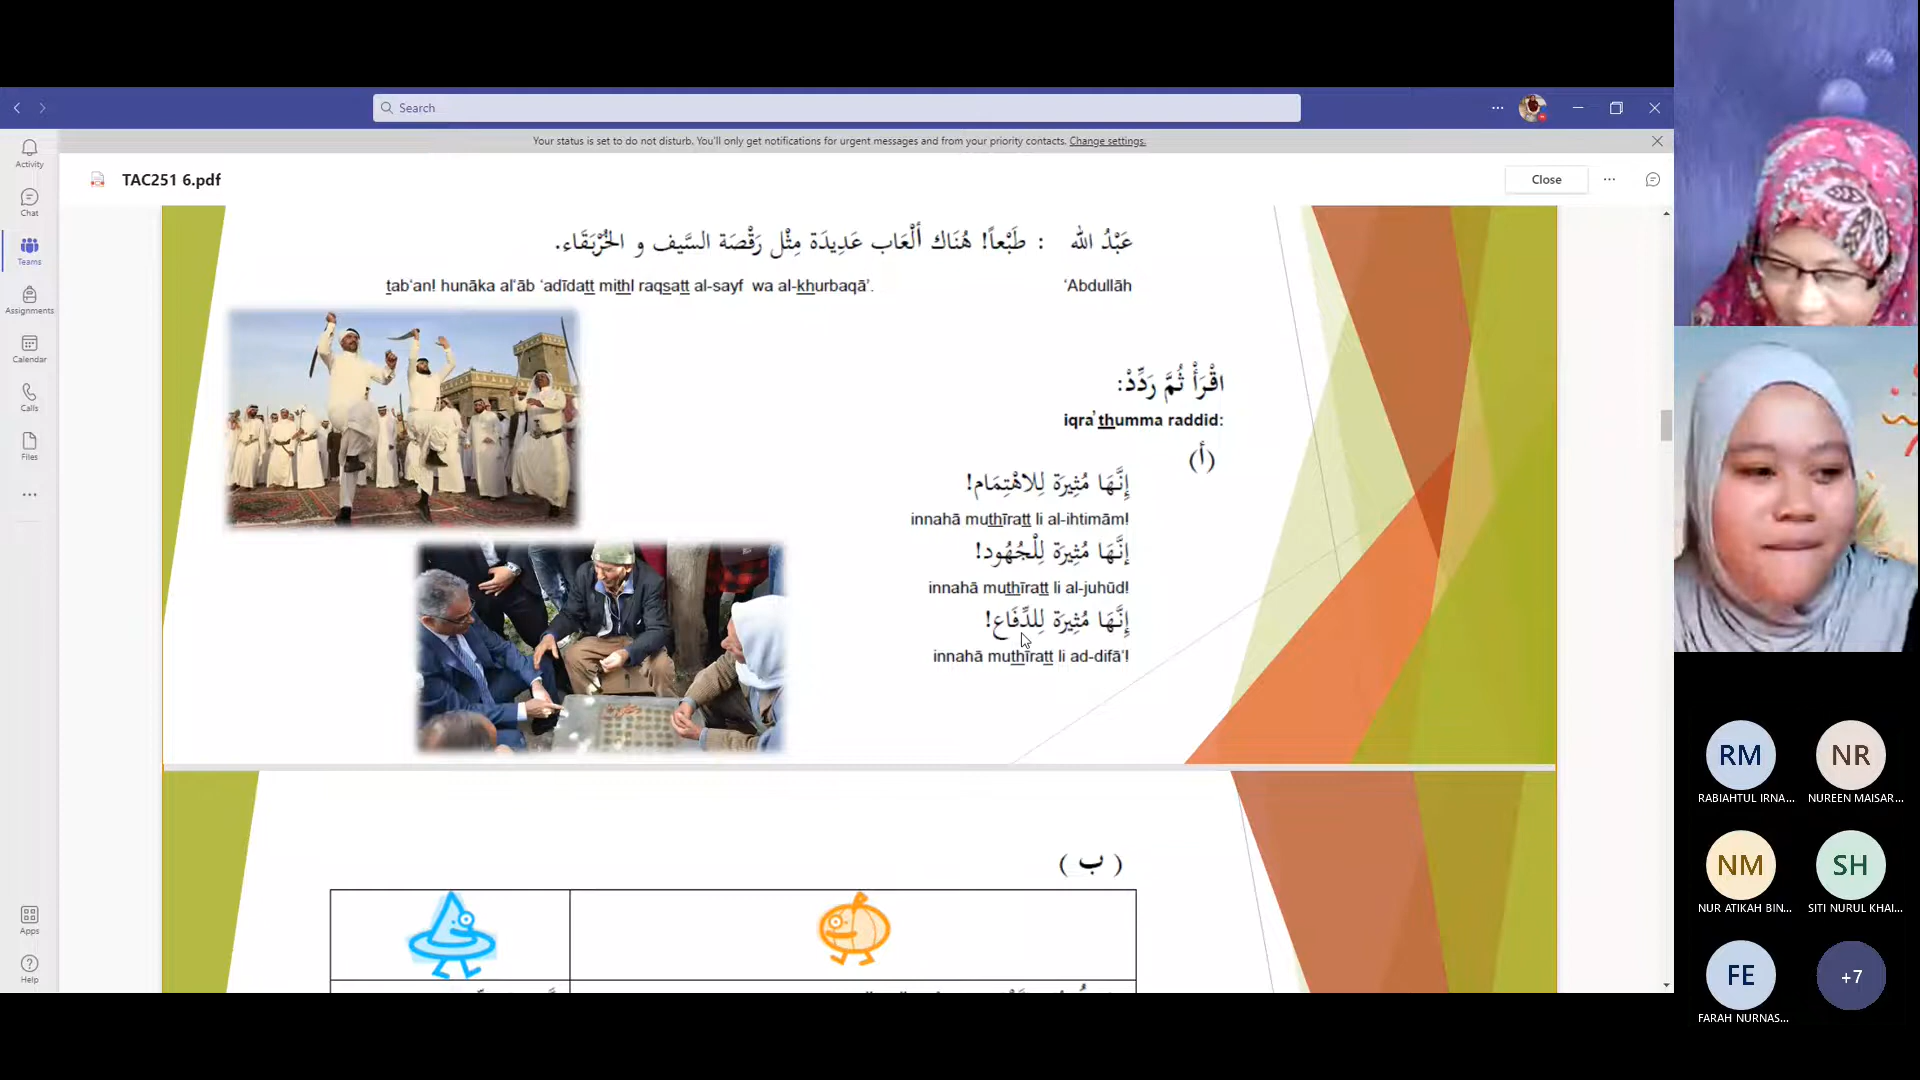 Search
Your status is set to do not disturb. You'll only get notifications for urgent messages and from your priority contacts. Change settings.
Activity
Chat
Teams
Assignments
Calendar
Calls
Files
Apps
Help
TAC251 6.pdf
Close
عَبْدُ الله : طَبْعاً! هُنَاك أَلْعَاب عَدِيدَة مِثْل رَقْصَة السَّيف و الخُرْبَقَاء.
‘Abdullāh
tab‘an! hunāka al‘āb ‘adīdatt mithl raqsatt al-sayf wa al-khurbaqā’.
اقْرَأْ ثُمَّ رَدِّدْ:
iqra’ thumma raddid:
(أ)
إِنَّهَا مُثِيرَة لِلاهْتِمَام!
innahā muthīratt li al-ihtimām!
إِنَّهَا مُثِيرَة لِلْجُهُود!
innahā muthīratt li al-juhūd!
إِنَّهَا مُثِيرَة لِلدِّفَاع!
innahā muthīratt li ad-difā‘!
( ب )
RM
RABIAHTUL IRNA...
NR
NUREEN MAISAR...
NM
NUR ATIKAH BIN...
SH
SITI NURUL KHAI...
FE
FARAH NURNAS...
+7